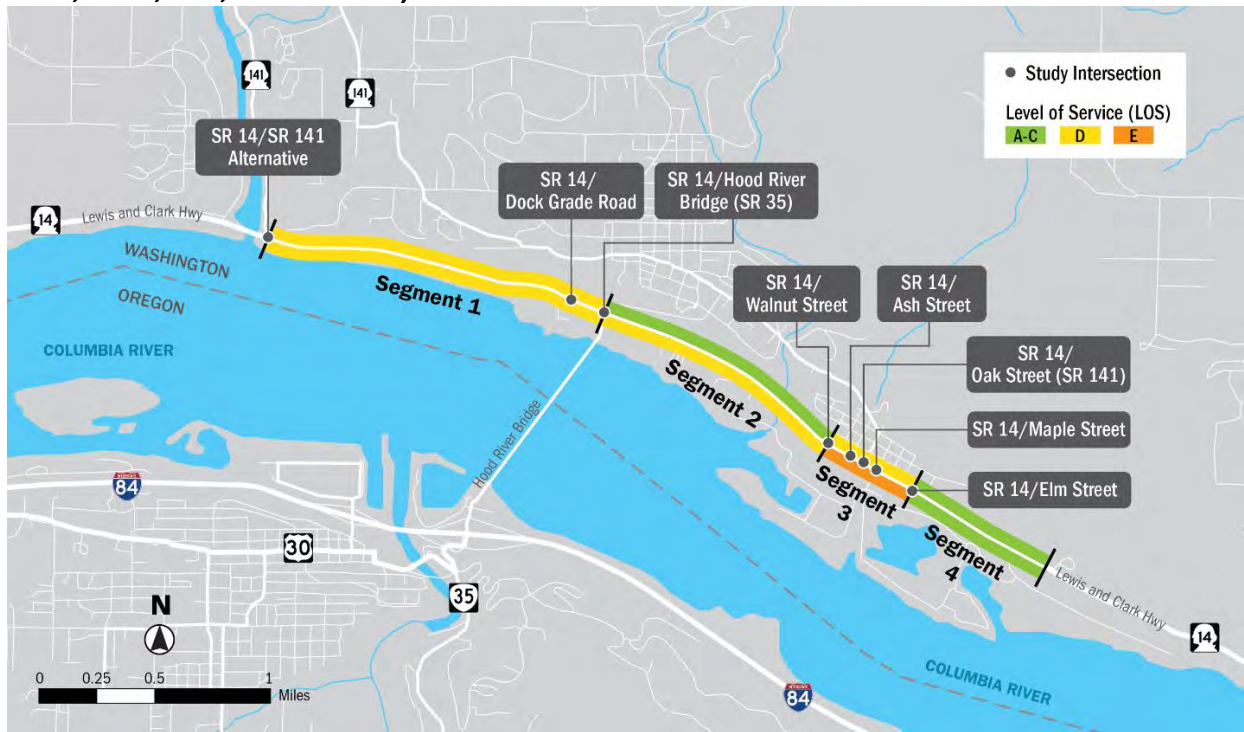 141
141
Study Intersection
Level of Service (LOS)
A-C D E
SR 14/SR 141
Alternative
SR 14/
Dock Grade Road
SR 14/Hood River
Bridge (SR 35)
14
Lewis and Clark Hwy
WASHINGTON
OREGON
COLUMBIA RIVER
Segment 1
SR 14/
Walnut Street
SR 14/
Ash Street
SR 14/
Oak Street (SR 141)
SR 14/Maple Street
SR 14/Elm Street
Segment 2
Segment
3
Segment
4
Hood River Bridge
Lewis and Clark Hwy
14
84
30
35
N
0 0.25 0.5 1
Miles
COLUMBIA RIVER
84